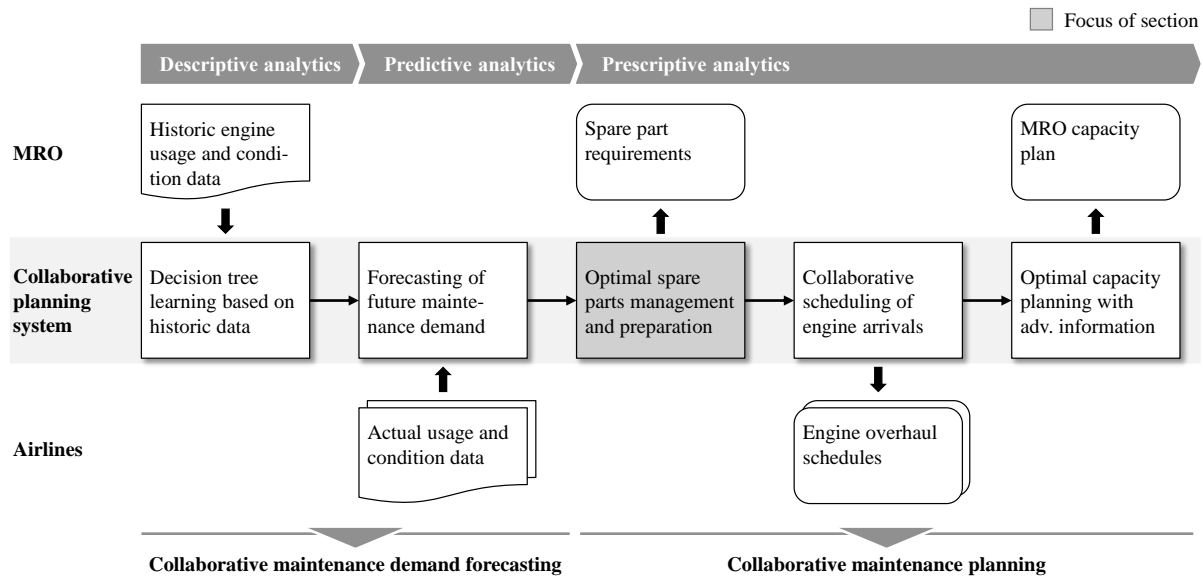 Focus of section
Descriptive analytics
Predictive analytics
Prescriptive analytics
MRO
Historic engine
usage and condi-
tion data
Spare part
requirements
MRO capacity
plan
Collaborative
planning
system
Decision tree
learning based on
historic data
Forecasting of
future mainte-
nance demand
Optimal spare
parts management
and preparation
Collaborative
scheduling of
engine arrivals
Optimal capacity
planning with
adv. information
Airlines
Actual usage and
condition data
Engine overhaul
schedules
Collaborative maintenance demand forecasting
Collaborative maintenance planning